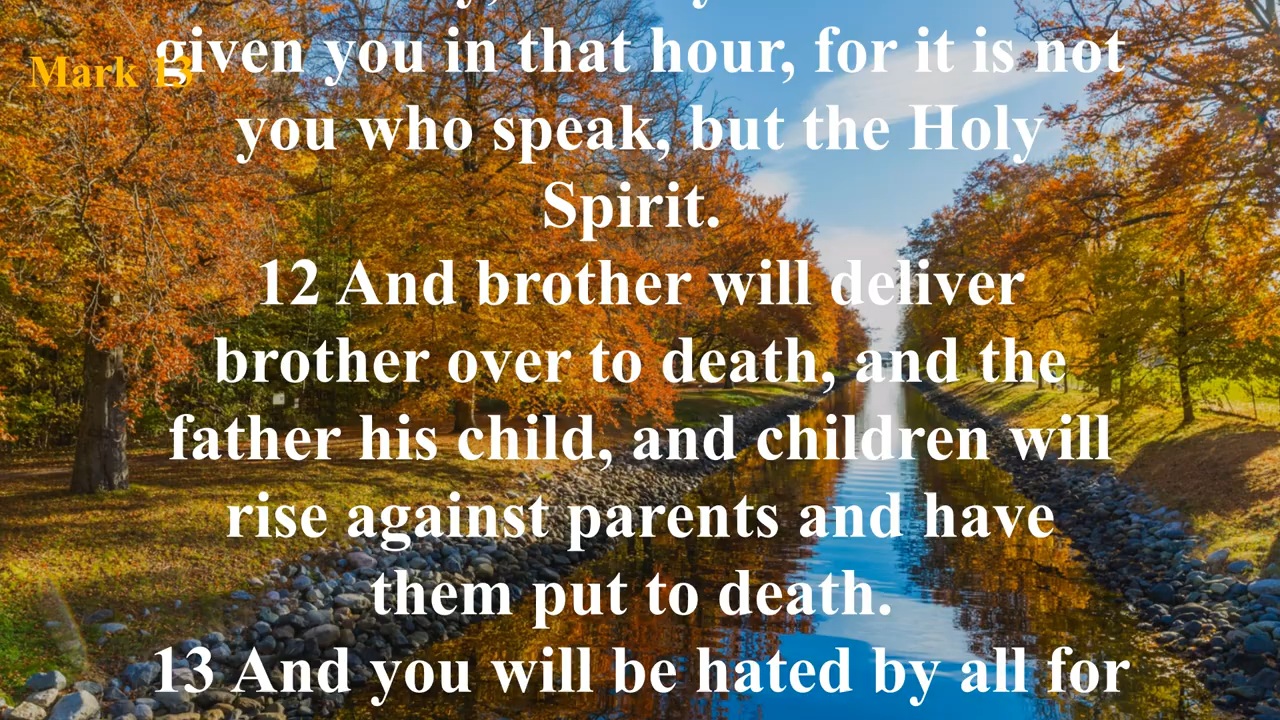 Mark 13
given you in that hour, for it is not
you who speak, but the Holy
Spirit.
12 And brother will deliver
brother over to death, and the
father his child, and children will
rise against parents and have
them put to death.
13 And you will be hated by all for